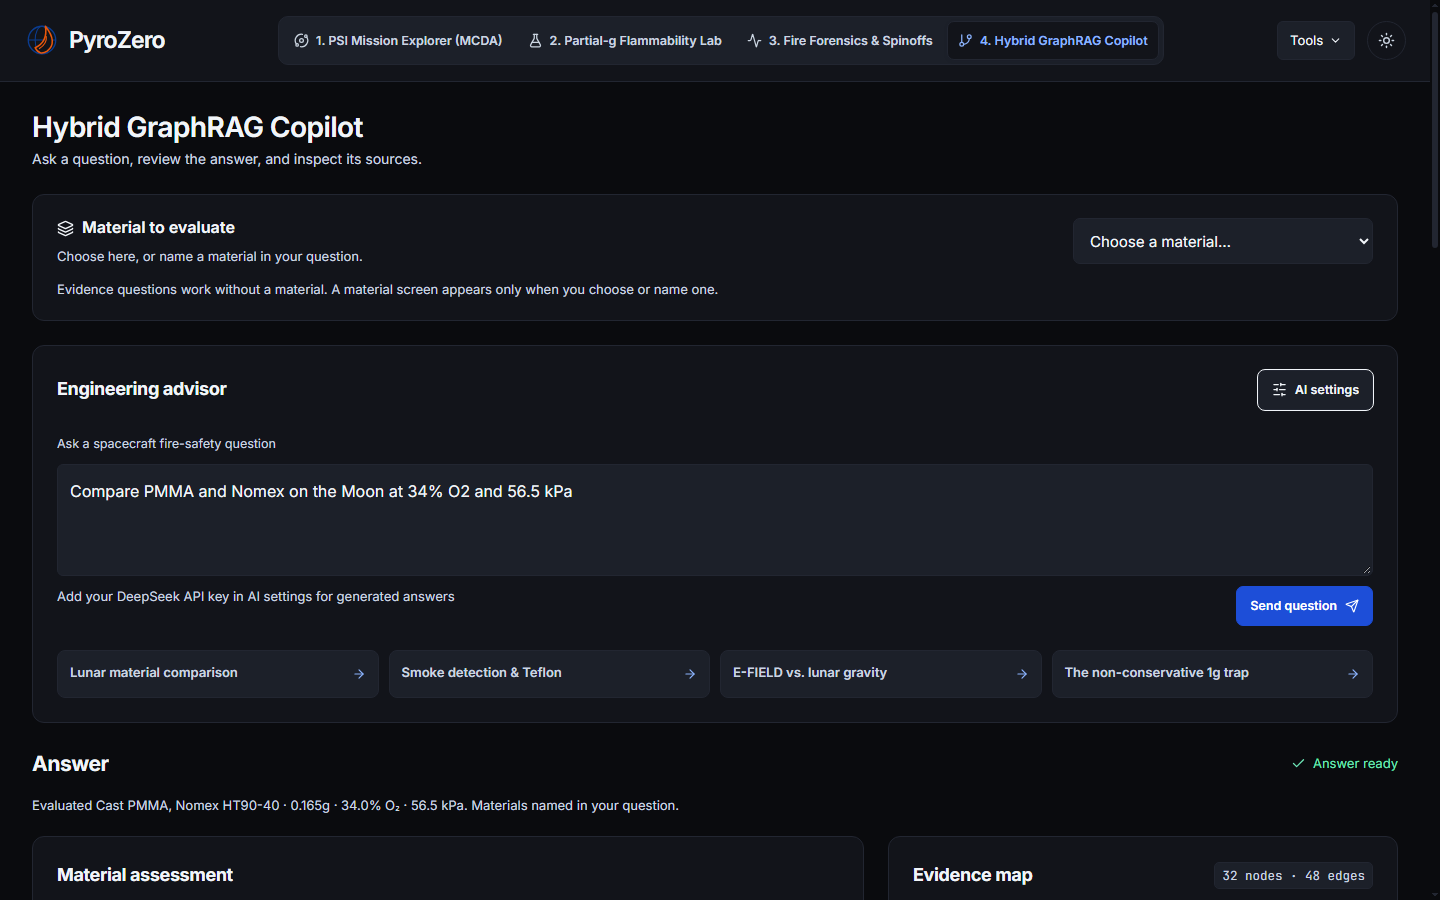 PyroZero
1. PSI Mission Explorer (MCDA)
2. Partial-g Flammability Lab
3. Fire Forensics & Spinoffs
4. Hybrid GraphRAG Copilot
Tools
Hybrid GraphRAG Copilot
Ask a question, review the answer, and inspect its sources.
Material to evaluate
Choose here, or name a material in your question.
Choose a material...
Evidence questions work without a material. A material screen appears only when you choose or name one.
Engineering advisor
AI settings
Ask a spacecraft fire-safety question
Compare PMMA and Nomex on the Moon at 34% O2 and 56.5 kPa
Add your DeepSeek API key in AI settings for generated answers
Send question
Lunar material comparison
Smoke detection & Teflon
E-FIELD vs. lunar gravity
The non-conservative 1g trap
Answer
Answer ready
Evaluated Cast PMMA, Nomex HT90-40 · 0.165g · 34.0% O₂ · 56.5 kPa. Materials named in your question.
Material assessment
Evidence map
32 nodes · 48 edges